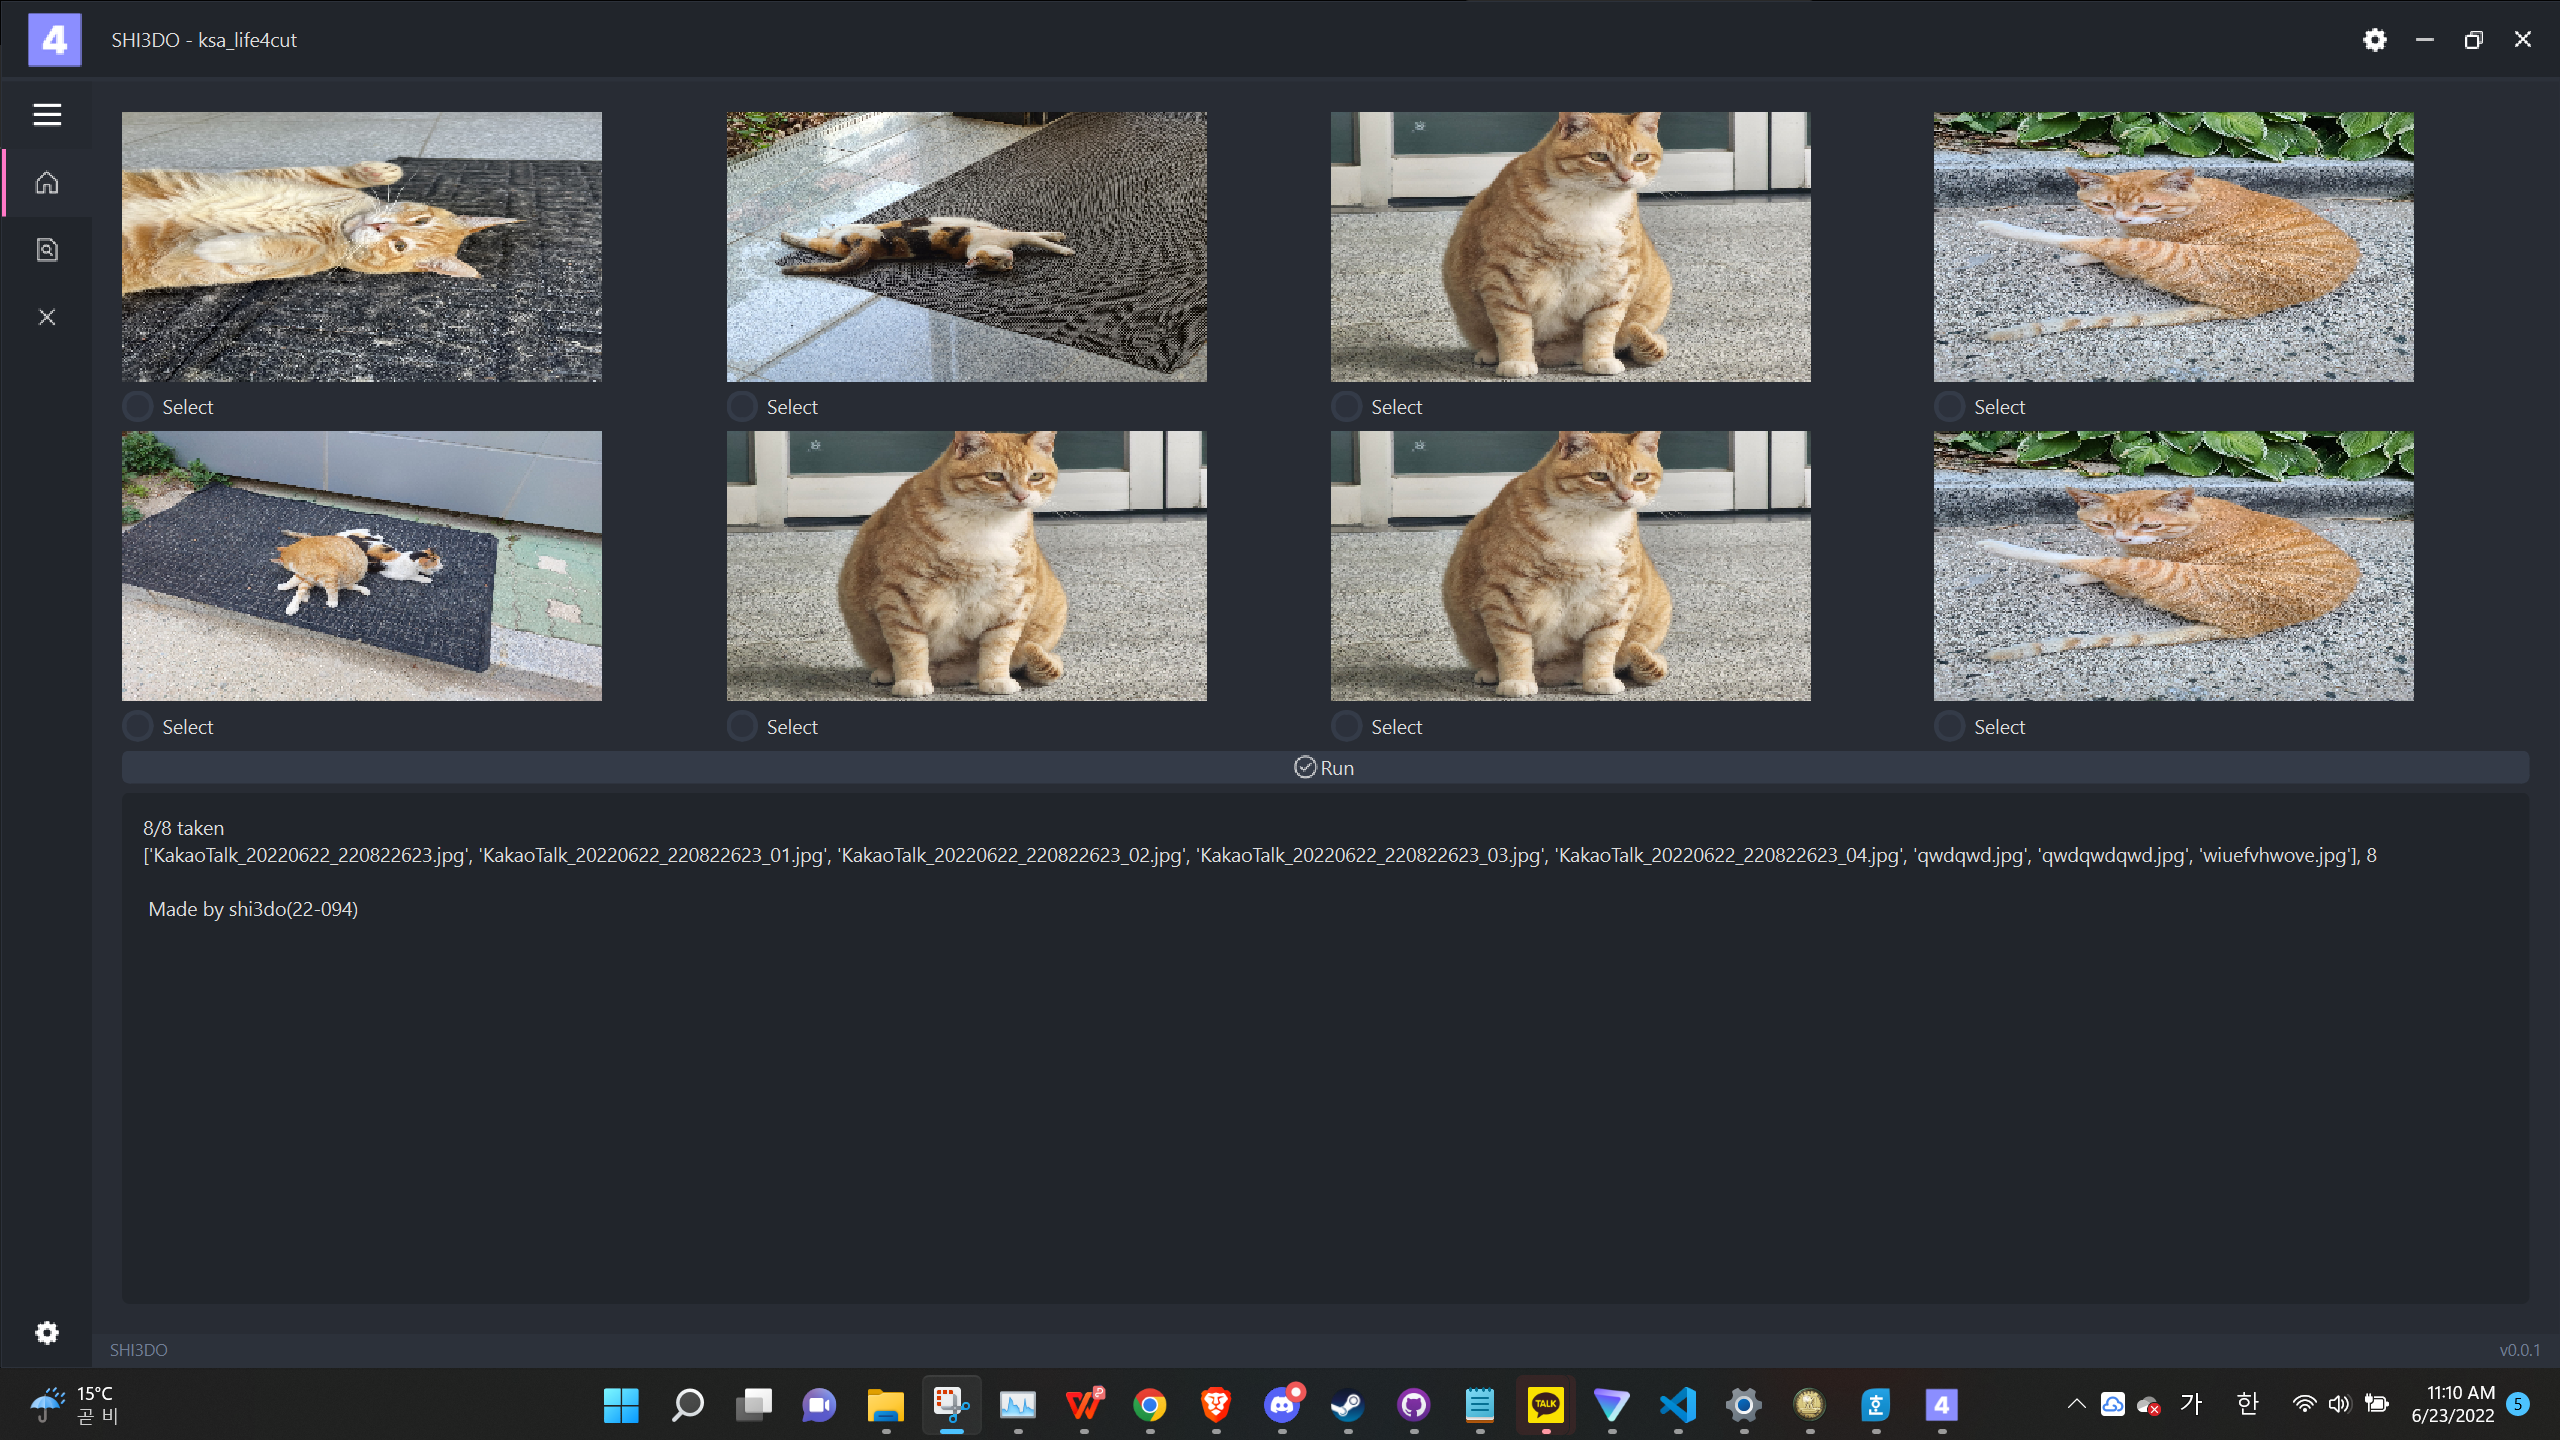 4
SHI3DO - ksa_life4cut
Select
Select
Select
Select
Select
Select
Select
Select
Run
8/8 taken
['KakaoTalk_20220622_220822623.jpg', 'KakaoTalk_20220622_220822623_01.jpg', 'KakaoTalk_20220622_220822623_02.jpg', 'KakaoTalk_20220622_220822623_03.jpg', 'KakaoTalk_20220622_220822623_04.jpg', 'qwdqwd.jpg', 'qwdqwdqwd.jpg', 'wiuefvhwove.jpg'], 8
Made by shi3do(22-094)
SHI3DO
v0.0.1
15°C
곧 비
TALK
호
4
가
한
11:10 AM
6/23/2022
5